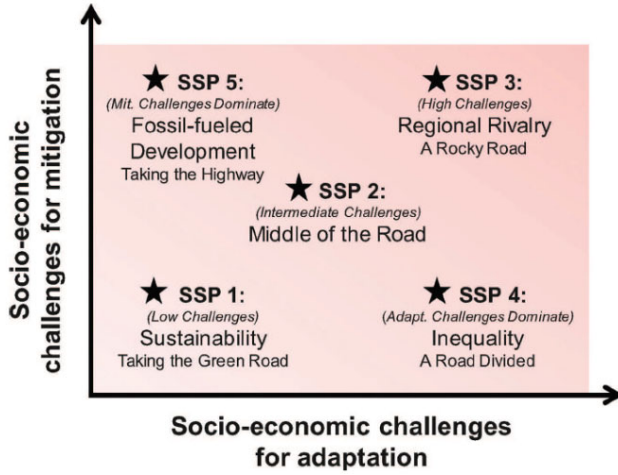 Socio-economic
challenges for mitigation
★ SSP 5:
(Mit. Challenges Dominate)
Fossil-fueled
Development
Taking the Highway
★ SSP 3:
(High Challenges)
Regional Rivalry
A Rocky Road
★ SSP 2:
(Intermediate Challenges)
Middle of the Road
★ SSP 1:
(Low Challenges)
Sustainability
Taking the Green Road
★ SSP 4:
(Adapt. Challenges Dominate)
Inequality
A Road Divided
Socio-economic challenges
for adaptation